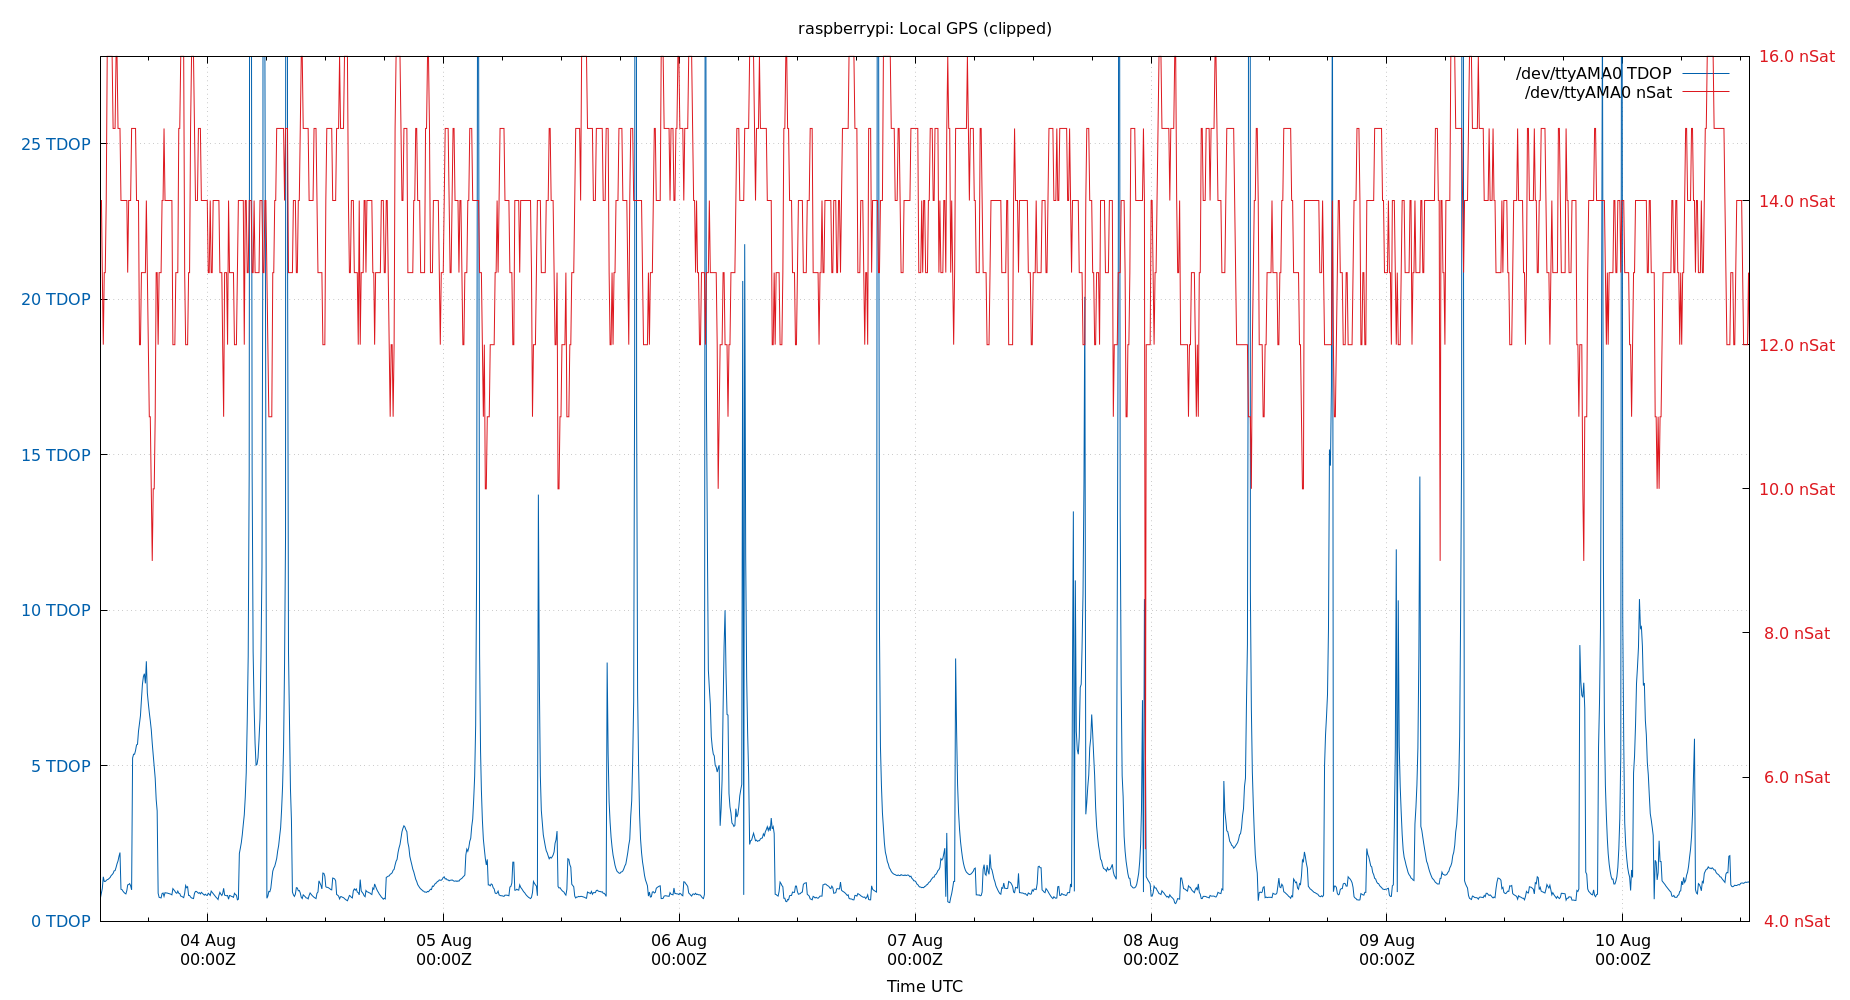 raspberrypi: Local GPS (clipped)
/dev/ttyAMA0 TDOP
/dev/ttyAMA0 nSat
25 TDOP
20 TDOP
15 TDOP
10 TDOP
5 TDOP
0 TDOP
16.0 nSat
14.0 nSat
12.0 nSat
10.0 nSat
8.0 nSat
6.0 nSat
4.0 nSat
04 Aug
00:00Z
05 Aug
00:00Z
06 Aug
00:00Z
07 Aug
00:00Z
08 Aug
00:00Z
09 Aug
00:00Z
10 Aug
00:00Z
Time UTC